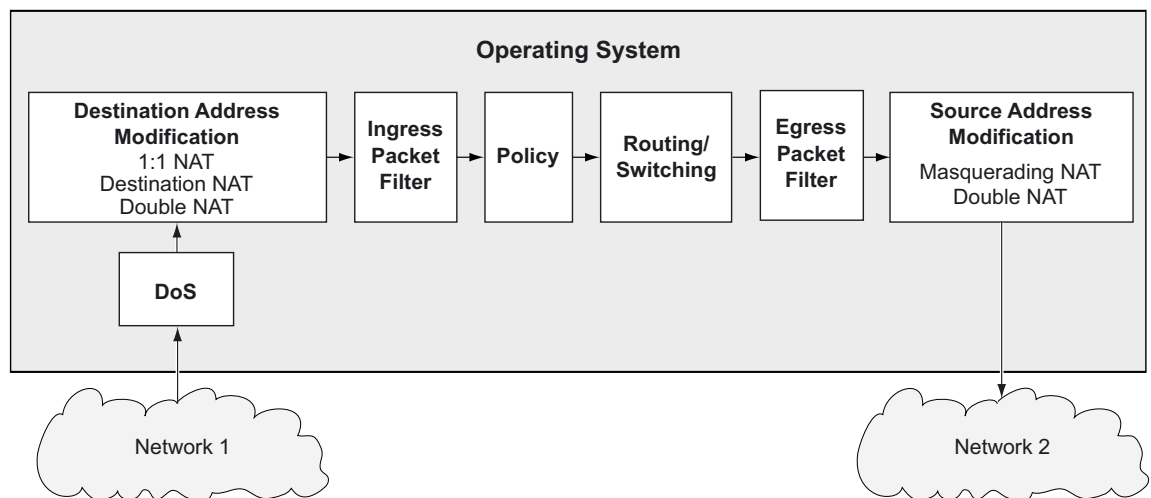 Operating System
Destination Address
Modification
1:1 NAT
Destination NAT
Double NAT
Ingress
Packet
Filter
Policy
Routing/
Switching
Egress
Packet
Filter
Source Address
Modification
Masquerading NAT
Double NAT
DoS
Network 1
Network 2